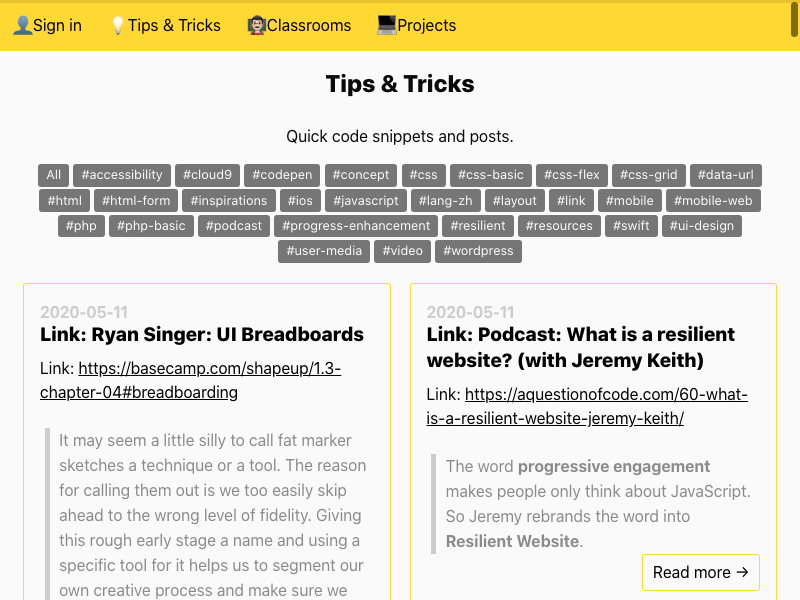 Sign in Tips & Tricks Classrooms Projects
Tips & Tricks
Quick code snippets and posts.
All #accessibility #cloud9 #codepen #concept #css #css-basic #css-flex #css-grid #data-url
#html #html-form #inspirations #ios #javascript #lang-zh #layout #link #mobile #mobile-web
#php #php-basic #podcast #progress-enhancement #resilient #resources #swift #ui-design
#user-media #video #wordpress
2020-05-11
Link: Ryan Singer: UI Breadboards
Link: https://basecamp.com/shapeup/1.3-
chapter-04#breadboarding
It may seem a little silly to call fat marker
sketches a technique or a tool. The reason
for calling them out is we too easily skip
ahead to the wrong level of fidelity. Giving
this rough early stage a name and using a
specific tool for it helps us to segment our
own creative process and make sure we
2020-05-11
Link: Podcast: What is a resilient
website? (with Jeremy Keith)
Link: https://aquestionofcode.com/60-what-
is-a-resilient-website-jeremy-keith/
The word progressive engagement
makes people only think about JavaScript.
So Jeremy rebrands the word into
Resilient Website.
Read more →